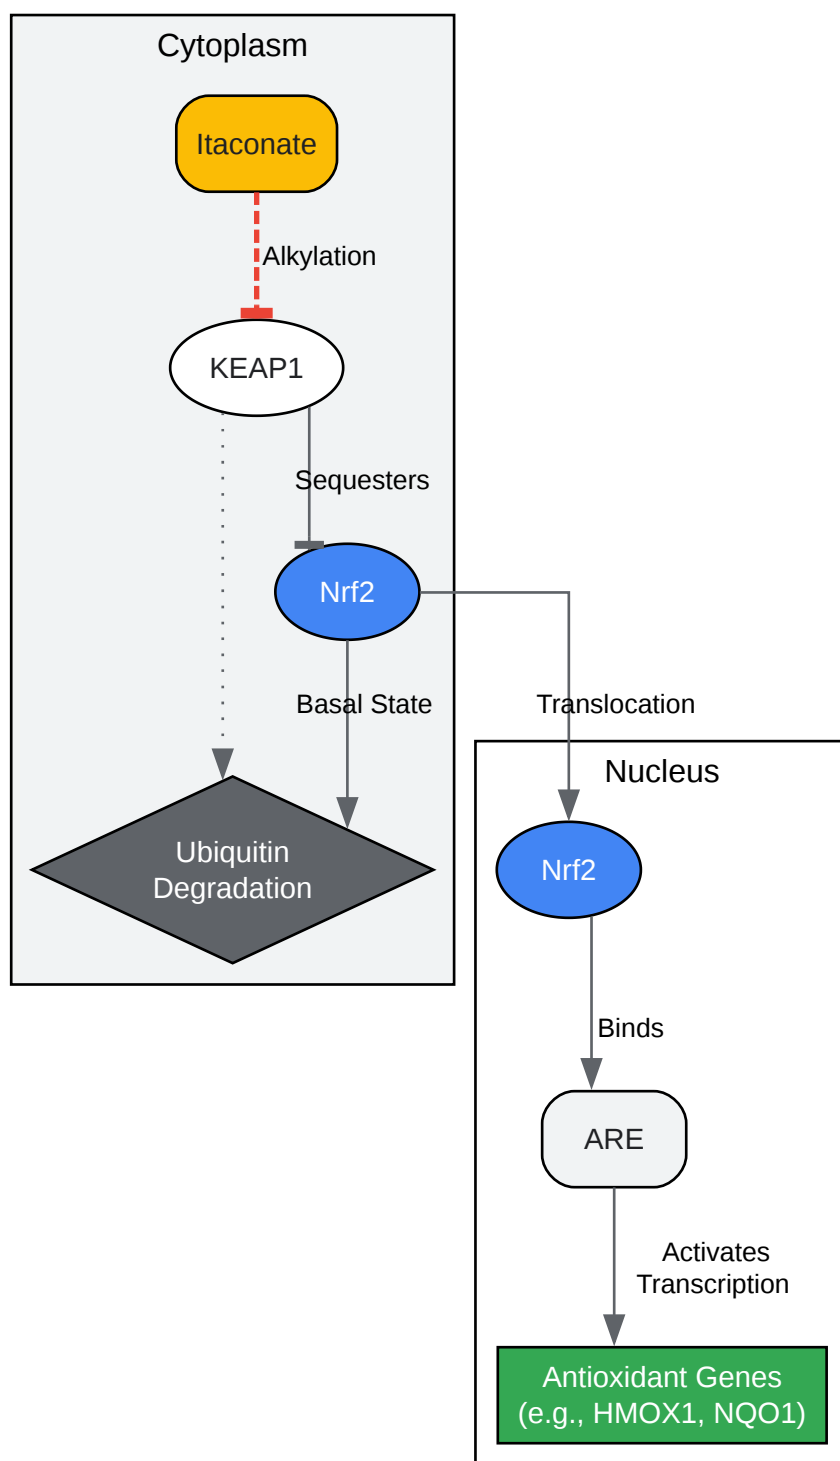 Cytoplasm
Itaconate
Alkylation
KEAP1
Sequesters
Nrf2
Basal State
Translocation
Nucleus
Ubiquitin
Degradation
Nrf2
Binds
ARE
Activates
Transcription
Antioxidant Genes
(e.g., HMOX1, NQO1)